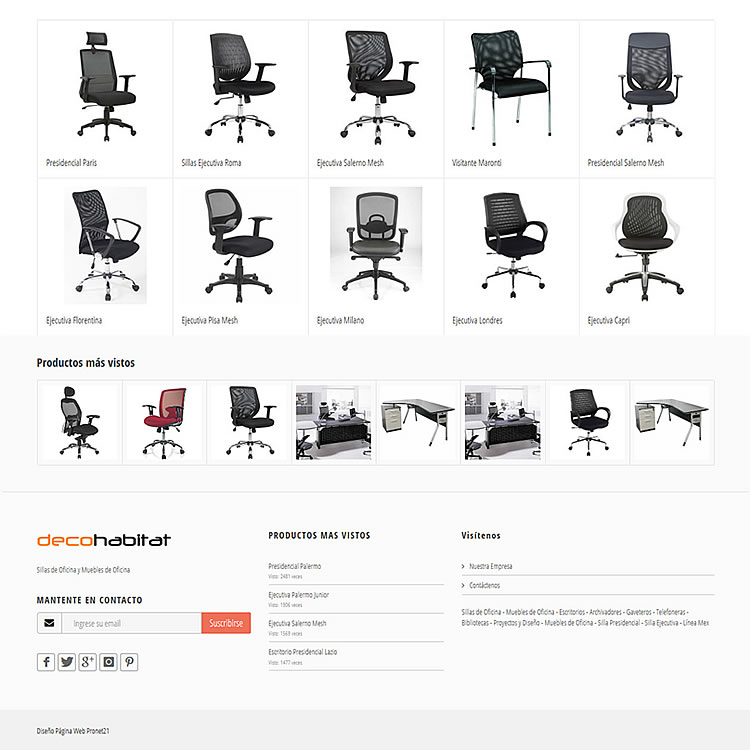 Presidencial Paris
Sillas Ejecutiva Roma
Ejecutiva Salerno Mesh
Visitante Maronti
Presidencial Salerno Mesh
Ejecutiva Florentina
Ejecutiva Pisa Mesh
Ejecutiva Milano
Ejecutiva Londres
Ejecutiva Capri
Productos más vistos
decohabitat
Sillas de Oficina y Muebles de Oficina
MANTENTE EN CONTACTO
Ingrese su email
Suscribirse
PRODUCTOS MAS VISTOS
Presidencial Palermo
Visto: 2481 veces
Ejecutiva Palermo Junior
Visto: 1936 veces
Ejecutiva Salerno Mesh
Visto: 1569 veces
Escritorio Presidencial Lazio
Visto: 1477 veces
Visítenos
Nuestra Empresa
Contáctenos
Sillas de Oficina - Muebles de Oficina - Escritorios - Archivadores - Gaveteros - Telefoneras -
Bibliotecas - Proyectos y Diseño - Muebles de Oficina - Silla Presidencial - Silla Ejecutiva - Línea Mex
Diseño Página Web Pronet21